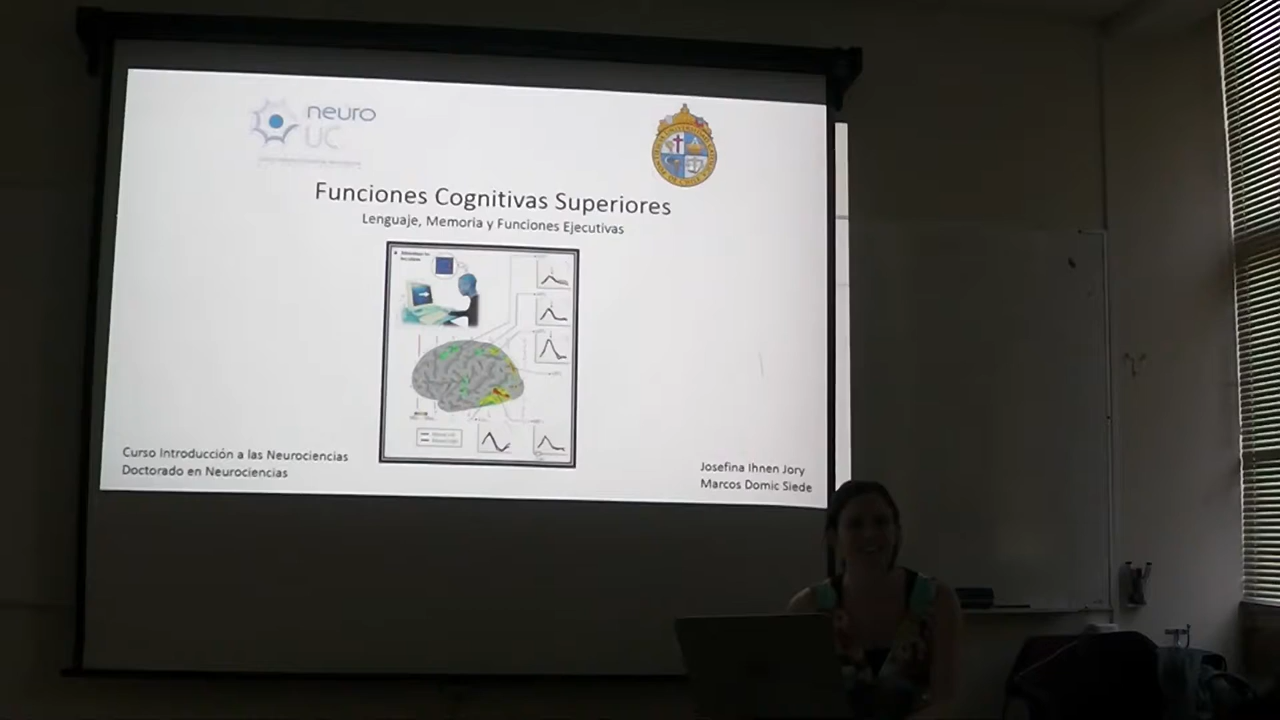 neuro
UC
Funciones Cognitivas Superiores
Lenguaje, Memoria y Funciones Ejecutivas
Curso Introducción a las Neurociencias
Doctorado en Neurociencias
Josefina Ihnen Jory
Marcos Domic Siede